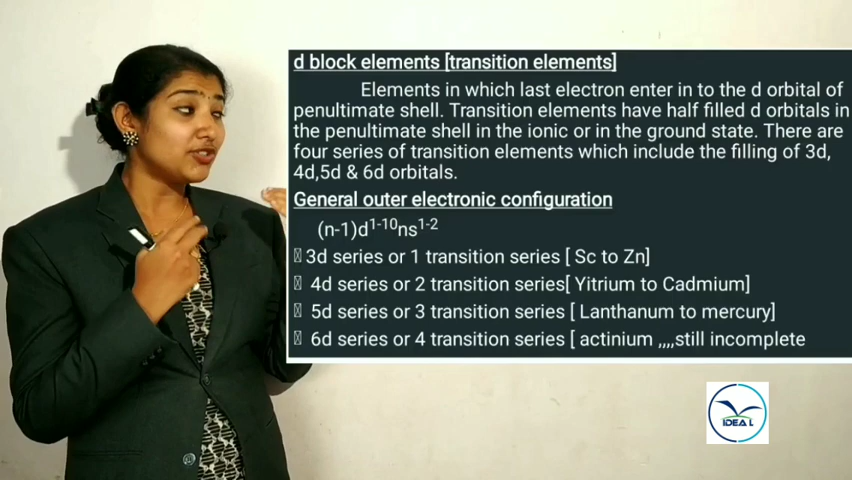 d block elements [transition elements]
Elements in which last electron enter in to the d orbital of
penultimate shell. Transition elements have half filled d orbitals in
the penultimate shell in the ionic or in the ground state. There are
four series of transition elements which include the filling of 3d,
4d,5d & 6d orbitals.
General outer electronic configuration
(n-1)d¹⁻¹⁰ns¹⁻²
▯ 3d series or 1 transition series [ Sc to Zn]
▯ 4d series or 2 transition series[ Yitrium to Cadmium]
▯ 5d series or 3 transition series [ Lanthanum to mercury]
▯ 6d series or 4 transition series [ actinium ,,,,still incomplete
IDEAL